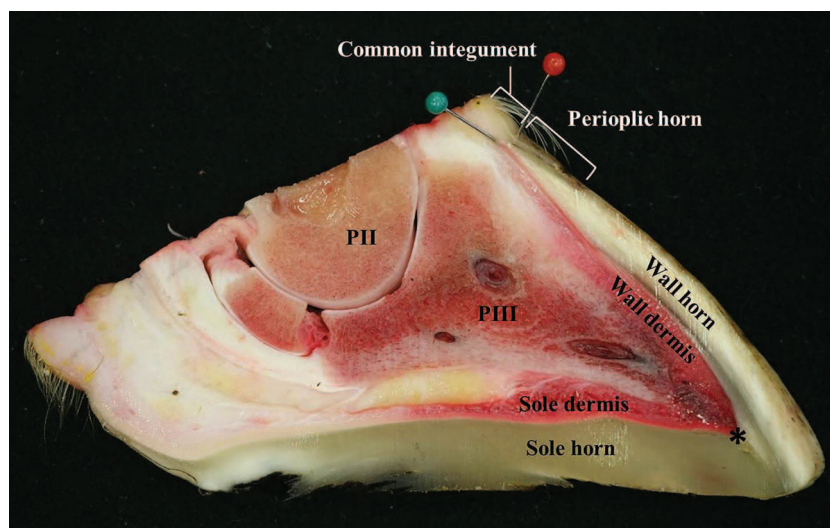 Common integument
Perioplic horn
PII
Wall horn
PIII
Wall dermis
Sole dermis
*
Sole horn